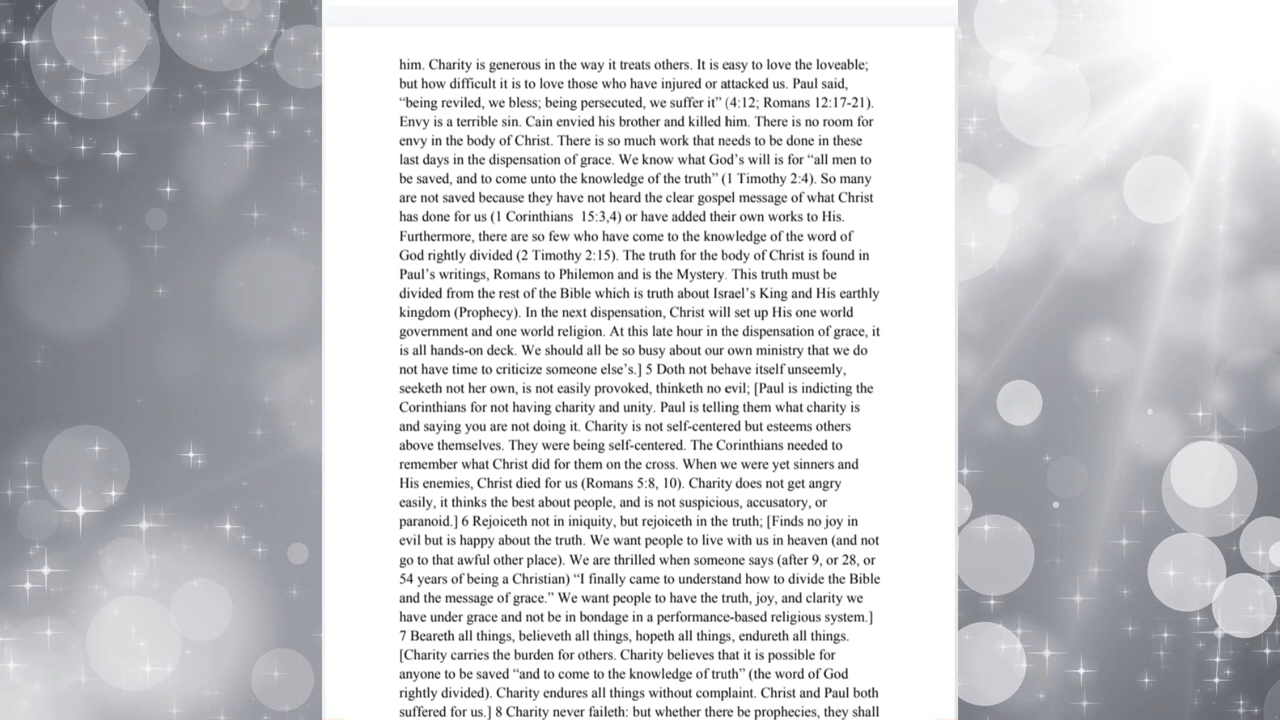 him. Charity is generous in the way it treats others. It is easy to love the loveable;
but how difficult it is to love those who have injured or attacked us. Paul said,
“being reviled, we bless; being persecuted, we suffer it” (4:12; Romans 12:17-21).
Envy is a terrible sin. Cain envied his brother and killed him. There is no room for
envy in the body of Christ. There is so much work that needs to be done in these
last days in the dispensation of grace. We know what God’s will is for “all men to
be saved, and to come unto the knowledge of the truth” (1 Timothy 2:4). So many
are not saved because they have not heard the clear gospel message of what Christ
has done for us (1 Corinthians  15:3,4) or have added their own works to His.
Furthermore, there are so few who have come to the knowledge of the word of
God rightly divided (2 Timothy 2:15). The truth for the body of Christ is found in
Paul’s writings, Romans to Philemon and is the Mystery. This truth must be
divided from the rest of the Bible which is truth about Israel’s King and His earthly
kingdom (Prophecy). In the next dispensation, Christ will set up His one world
government and one world religion. At this late hour in the dispensation of grace, it
is all hands-on deck. We should all be so busy about our own ministry that we do
not have time to criticize someone else’s.] 5 Doth not behave itself unseemly,
seeketh not her own, is not easily provoked, thinketh no evil; [Paul is indicting the
Corinthians for not having charity and unity. Paul is telling them what charity is
and saying you are not doing it. Charity is not self-centered but esteems others
above themselves. They were being self-centered. The Corinthians needed to
remember what Christ did for them on the cross. When we were yet sinners and
His enemies, Christ died for us (Romans 5:8, 10). Charity does not get angry
easily, it thinks the best about people, and is not suspicious, accusatory, or
paranoid.] 6 Rejoiceth not in iniquity, but rejoiceth in the truth; [Finds no joy in
evil but is happy about the truth. We want people to live with us in heaven (and not
go to that awful other place). We are thrilled when someone says (after 9, or 28, or
54 years of being a Christian) “I finally came to understand how to divide the Bible
and the message of grace.” We want people to have the truth, joy, and clarity we
have under grace and not be in bondage in a performance-based religious system.]
7 Beareth all things, believeth all things, hopeth all things, endureth all things.
[Charity carries the burden for others. Charity believes that it is possible for
anyone to be saved “and to come to the knowledge of truth” (the word of God
rightly divided). Charity endures all things without complaint. Christ and Paul both
suffered for us.] 8 Charity never faileth: but whether there be prophecies, they shall